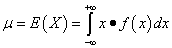 μ = E(X) = ∫_{-∞}^{+∞} x • f(x)dx